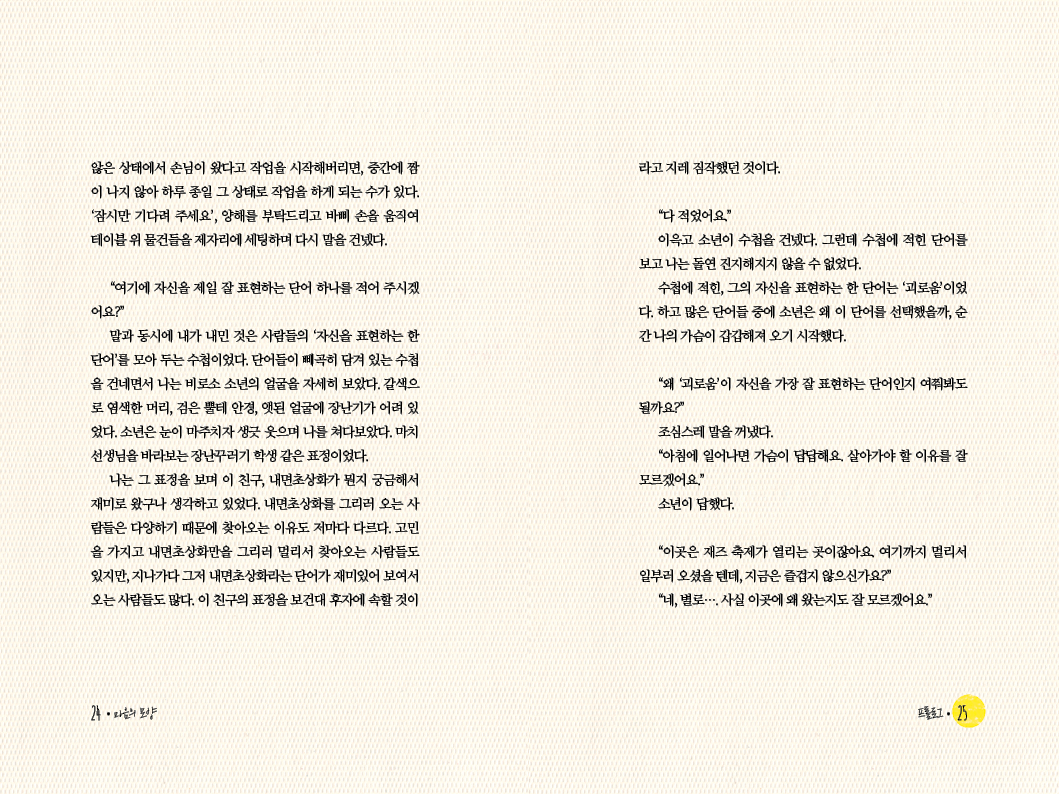 않은 상태에서 손님이 왔다고 작업을 시작해버리면, 중간에 짬
이 나지 않아 하루 종일 그 상태로 작업을 하게 되는 수가 있다.
‘잠시만 기다려 주세요’, 양해를 부탁드리고 바삐 손을 움직여
테이블 위 물건들을 제자리에 세팅하며 다시 말을 건넸다.
“여기에 자신을 제일 잘 표현하는 단어 하나를 적어 주시겠
어요?”
말과 동시에 내가 내민 것은 사람들의 ‘자신을 표현하는 한
단어’를 모아 두는 수첩이었다. 단어들이 빼곡히 담겨 있는 수첩
을 건네면서 나는 비로소 소년의 얼굴을 자세히 보았다. 갈색으
로 염색한 머리, 검은 뿔테 안경, 앳된 얼굴에 장난기가 어려 있
었다. 소년은 눈이 마주치자 생긋 웃으며 나를 쳐다보았다. 마치
선생님을 바라보는 장난꾸러기 학생 같은 표정이었다.
나는 그 표정을 보며 이 친구, 내면초상화가 뭔지 궁금해서
재미로 왔구나 생각하고 있었다. 내면초상화를 그리러 오는 사
람들은 다양하기 때문에 찾아오는 이유도 저마다 다르다. 고민
을 가지고 내면초상화만을 그리러 멀리서 찾아오는 사람들도
있지만, 지나가다 그저 내면초상화라는 단어가 재미있어 보여서
오는 사람들도 많다. 이 친구의 표정을 보건대 후자에 속할 것이
24 • 마음의 모양
라고 지레 짐작했던 것이다.
“다 적었어요.”
이윽고 소년이 수첩을 건넸다. 그런데 수첩에 적힌 단어를
보고 나는 돌연 진지해지지 않을 수 없었다.
수첩에 적힌, 그의 자신을 표현하는 한 단어는 ‘괴로움’이었
다. 하고 많은 단어들 중에 소년은 왜 이 단어를 선택했을까, 순
간 나의 가슴이 갑갑해져 오기 시작했다.
“왜 ‘괴로움’이 자신을 가장 잘 표현하는 단어인지 여쭤봐도
될까요?”
조심스레 말을 꺼냈다.
“아침에 일어나면 가슴이 답답해요. 살아가야 할 이유를 잘
모르겠어요.”
소년이 답했다.
“이곳은 재즈 축제가 열리는 곳이잖아요. 여기까지 멀리서
일부러 오셨을 텐데, 지금은 즐겁지 않으신가요?”
“네, 별로…. 사실 이곳에 왜 왔는지도 잘 모르겠어요.”
프롤로그 • 25